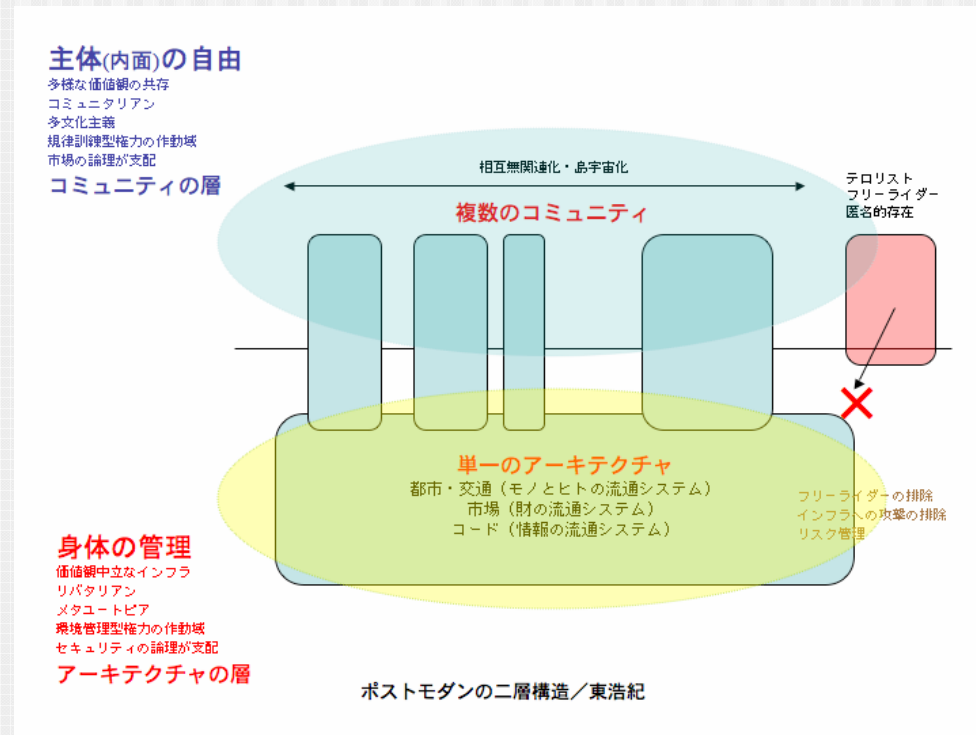 主体(内面)の自由
多様な価値観の共存
コミュニタリアン
多文化主義
規律訓練型権力の作動域
市場の論理が支配
コミュニティの層
相互無関連化・島宇宙化
複数のコミュニティ
テロリスト
フリーライダー
匿名的存在
単一のアーキテクチャ
都市・交通（モノとヒトの流通システム）
市場（財の流通システム）
コード（情報の流通システム）
フリーライダーの排除
インフラへの攻撃の排除
リスク管理
身体の管理
価値観中立なインフラ
リバタリアン
メタユートピア
環境管理型権力の作動域
セキュリティの論理が支配
アーキテクチャの層
ポストモダンの二層構造／東浩紀